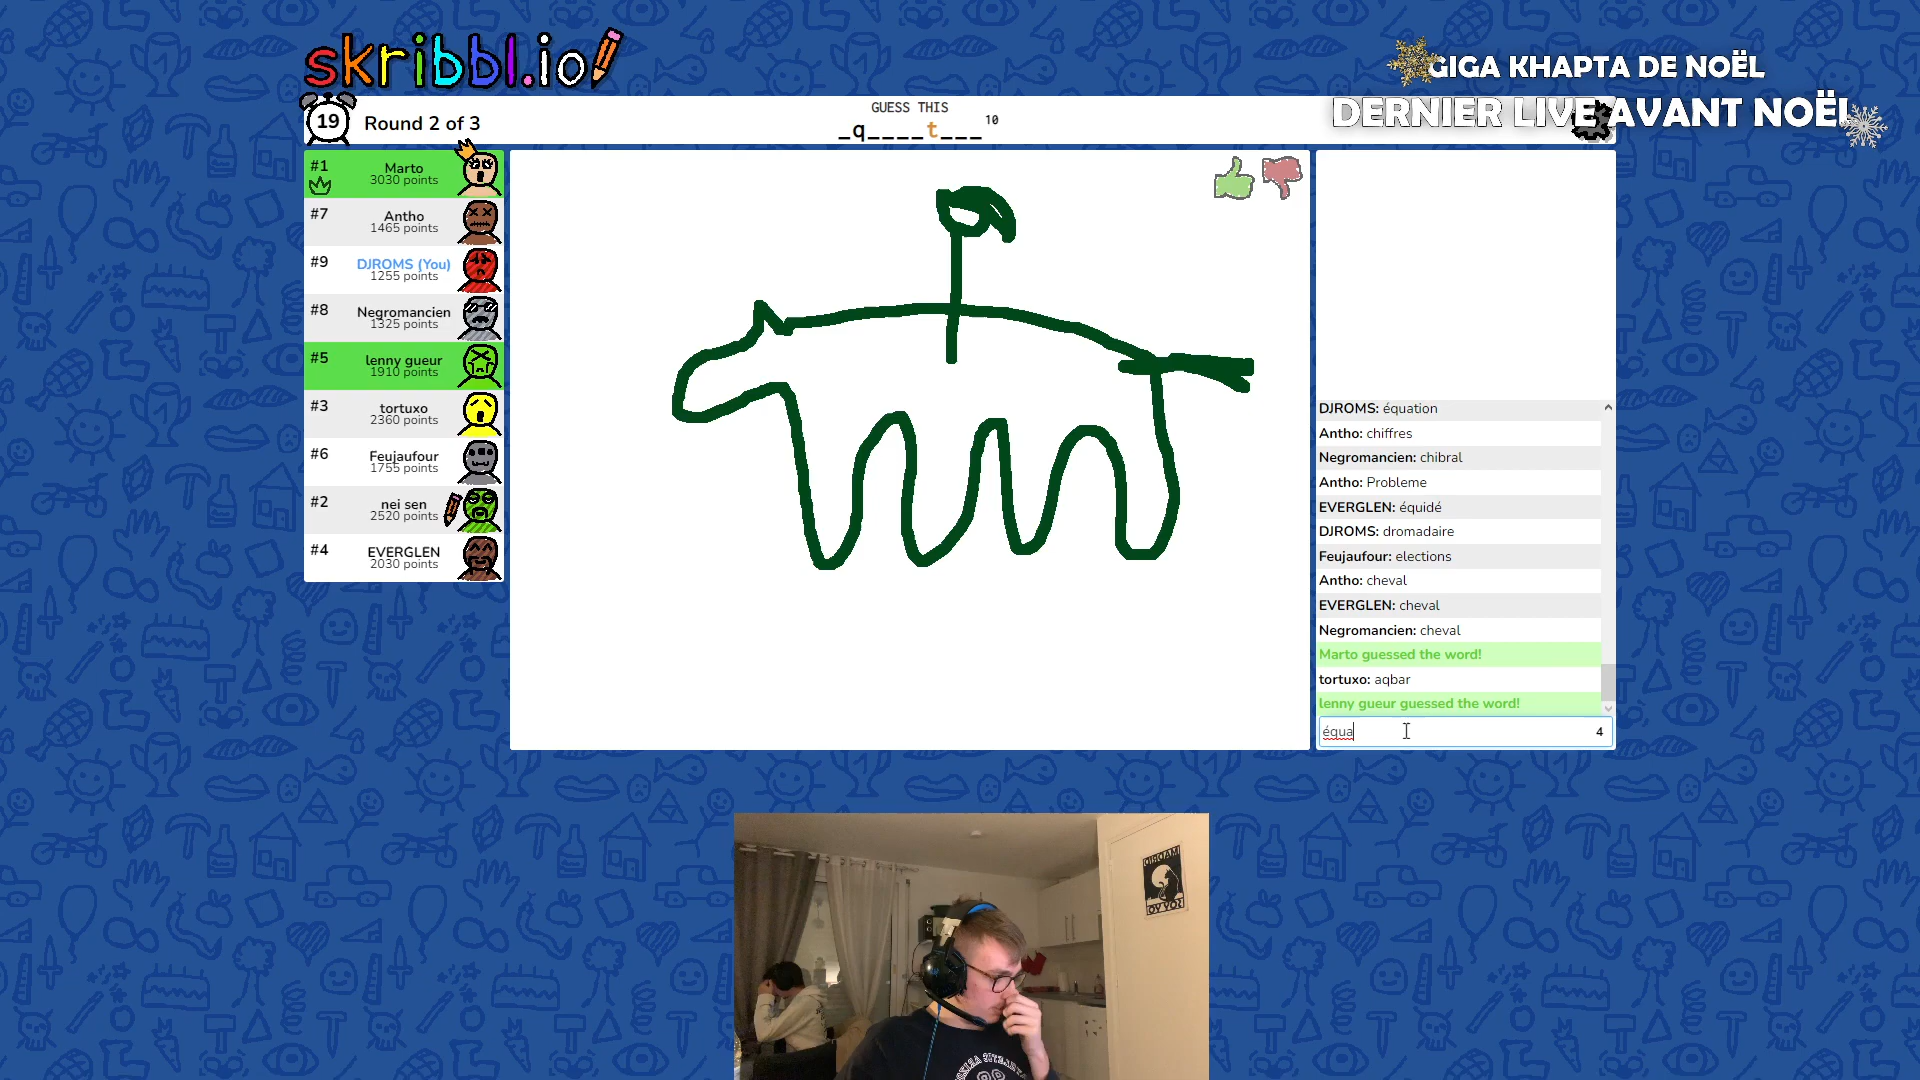 skribbl.io
GIGA KHAPTA DE NOËL
DERNIER LIVE AVANT NOËL
19
Round 2 of 3
GUESS THIS
_q____t___ 10
#1
Marto
3030 points
#7
Antho
1465 points
#9
DJROMS (You)
1255 points
#8
Negromancien
1325 points
#5
lenny gueur
1910 points
#3
tortuxo
2360 points
#6
Feujaufour
1755 points
#2
nei sen
2520 points
#4
EVERGLEN
2030 points
DJROMS: équation
Antho: chiffres
Negromancien: chibral
Antho: Probleme
EVERGLEN: équidé
DJROMS: dromadaire
Feujaufour: elections
Antho: cheval
EVERGLEN: cheval
Negromancien: cheval
Marto guessed the word!
tortuxo: aqbar
lenny gueur guessed the word!
équa
4